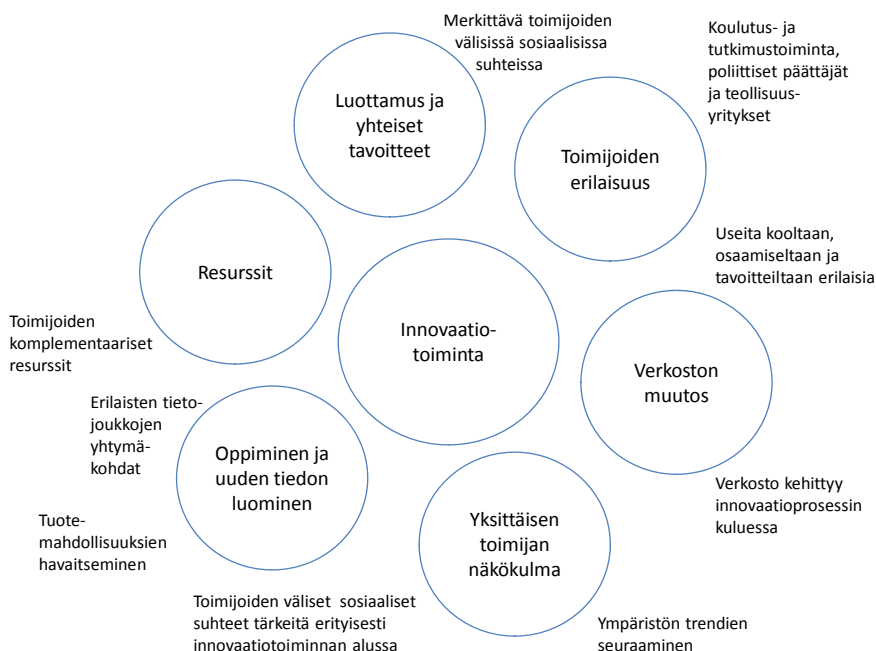 Merkittävä toimijoiden
välisissä sosiaalisissa
suhteissa
Koulutus- ja
tutkimustoiminta,
poliittiset päättäjät
ja teollisuus-
yritykset
Luottamus ja
yhteiset
tavoitteet
Toimijoiden
erilaisuus
Useita kooltaan,
osaamiseltaan ja
tavoitteiltaan erilaisia
Resurssit
Toimijoiden
komplementaariset
resurssit
Innovaatio-
toiminta
Verkoston
muutos
Erilaisten tieto-
joukkojen
yhtymä-
kohdat
Oppiminen ja
uuden tiedon
luominen
Verkosto kehittyy
innovaatioprosessin
kuluessa
Tuote-
mahdollisuuksien
havaitseminen
Yksittäisen
toimijan
näkökulma
Toimijoiden väliset sosiaaliset
suhteet tärkeitä erityisesti
innovaatiotoiminnan alussa
Ympäristön trendien
seuraaminen